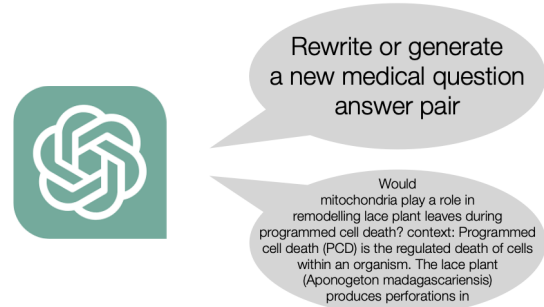 Rewrite or generate
a new medical question
answer pair
Would
mitochondria play a role in
remodelling lace plant leaves during
programmed cell death? context: Programmed
cell death (PCD) is the regulated death of cells
within an organism. The lace plant
(Aponogeton madagascariensis)
produces perforations in